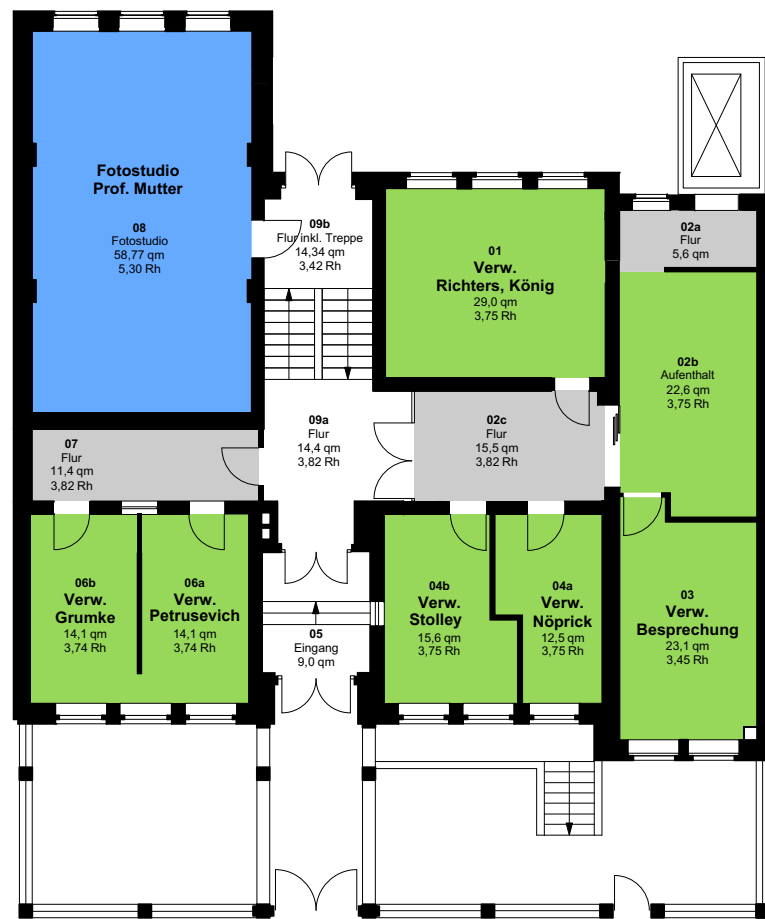 Fotostudio
Prof. Mutter
08
Fotostudio
58,77 qm
5,30 Rh
09b
Flur inkl. Treppe
14,34 qm
3,42 Rh
01
Verw.
Richters, König
29,0 qm
3,75 Rh
02a
Flur
5,6 qm
02b
Aufenthalt
22,6 qm
3,75 Rh
07
Flur
11,4 qm
3,82 Rh
09a
Flur
14,4 qm
3,82 Rh
02c
Flur
15,5 qm
3,82 Rh
06b
Verw.
Grumke
14,1 qm
3,74 Rh
06a
Verw.
Petrusevich
14,1 qm
3,74 Rh
05
Eingang
9,0 qm
04b
Verw.
Stolley
15,6 qm
3,75 Rh
04a
Verw.
Nöprick
12,5 qm
3,75 Rh
03
Verw.
Besprechung
23,1 qm
3,45 Rh